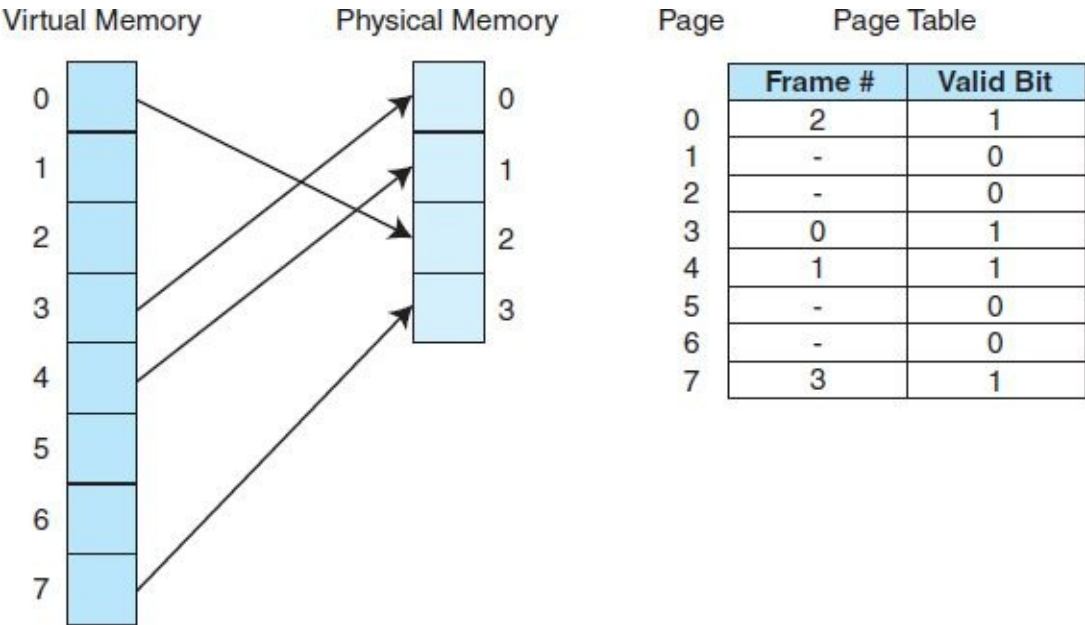 Virtual Memory
0
1
2
3
4
5
6
7
Physical Memory
0
1
2
3
Page Page Table
Frame # Valid Bit
0 2 1
1 - 0
2 - 0
3 0 1
4 1 1
5 - 0
6 - 0
7 3 1